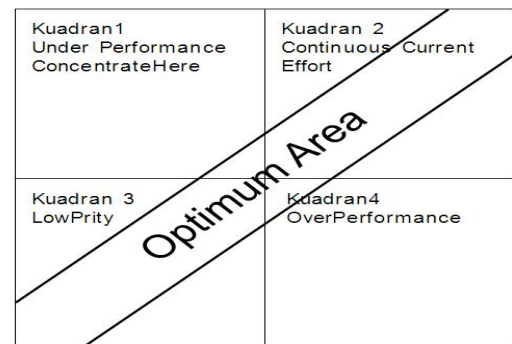 Kuadran1
Under Performance
ConcentrateHere
Kuadran 2
Continuous Current
Effort
Optimum Area
Kuadran 3
LowPrity
Kuadran4
OverPerformance